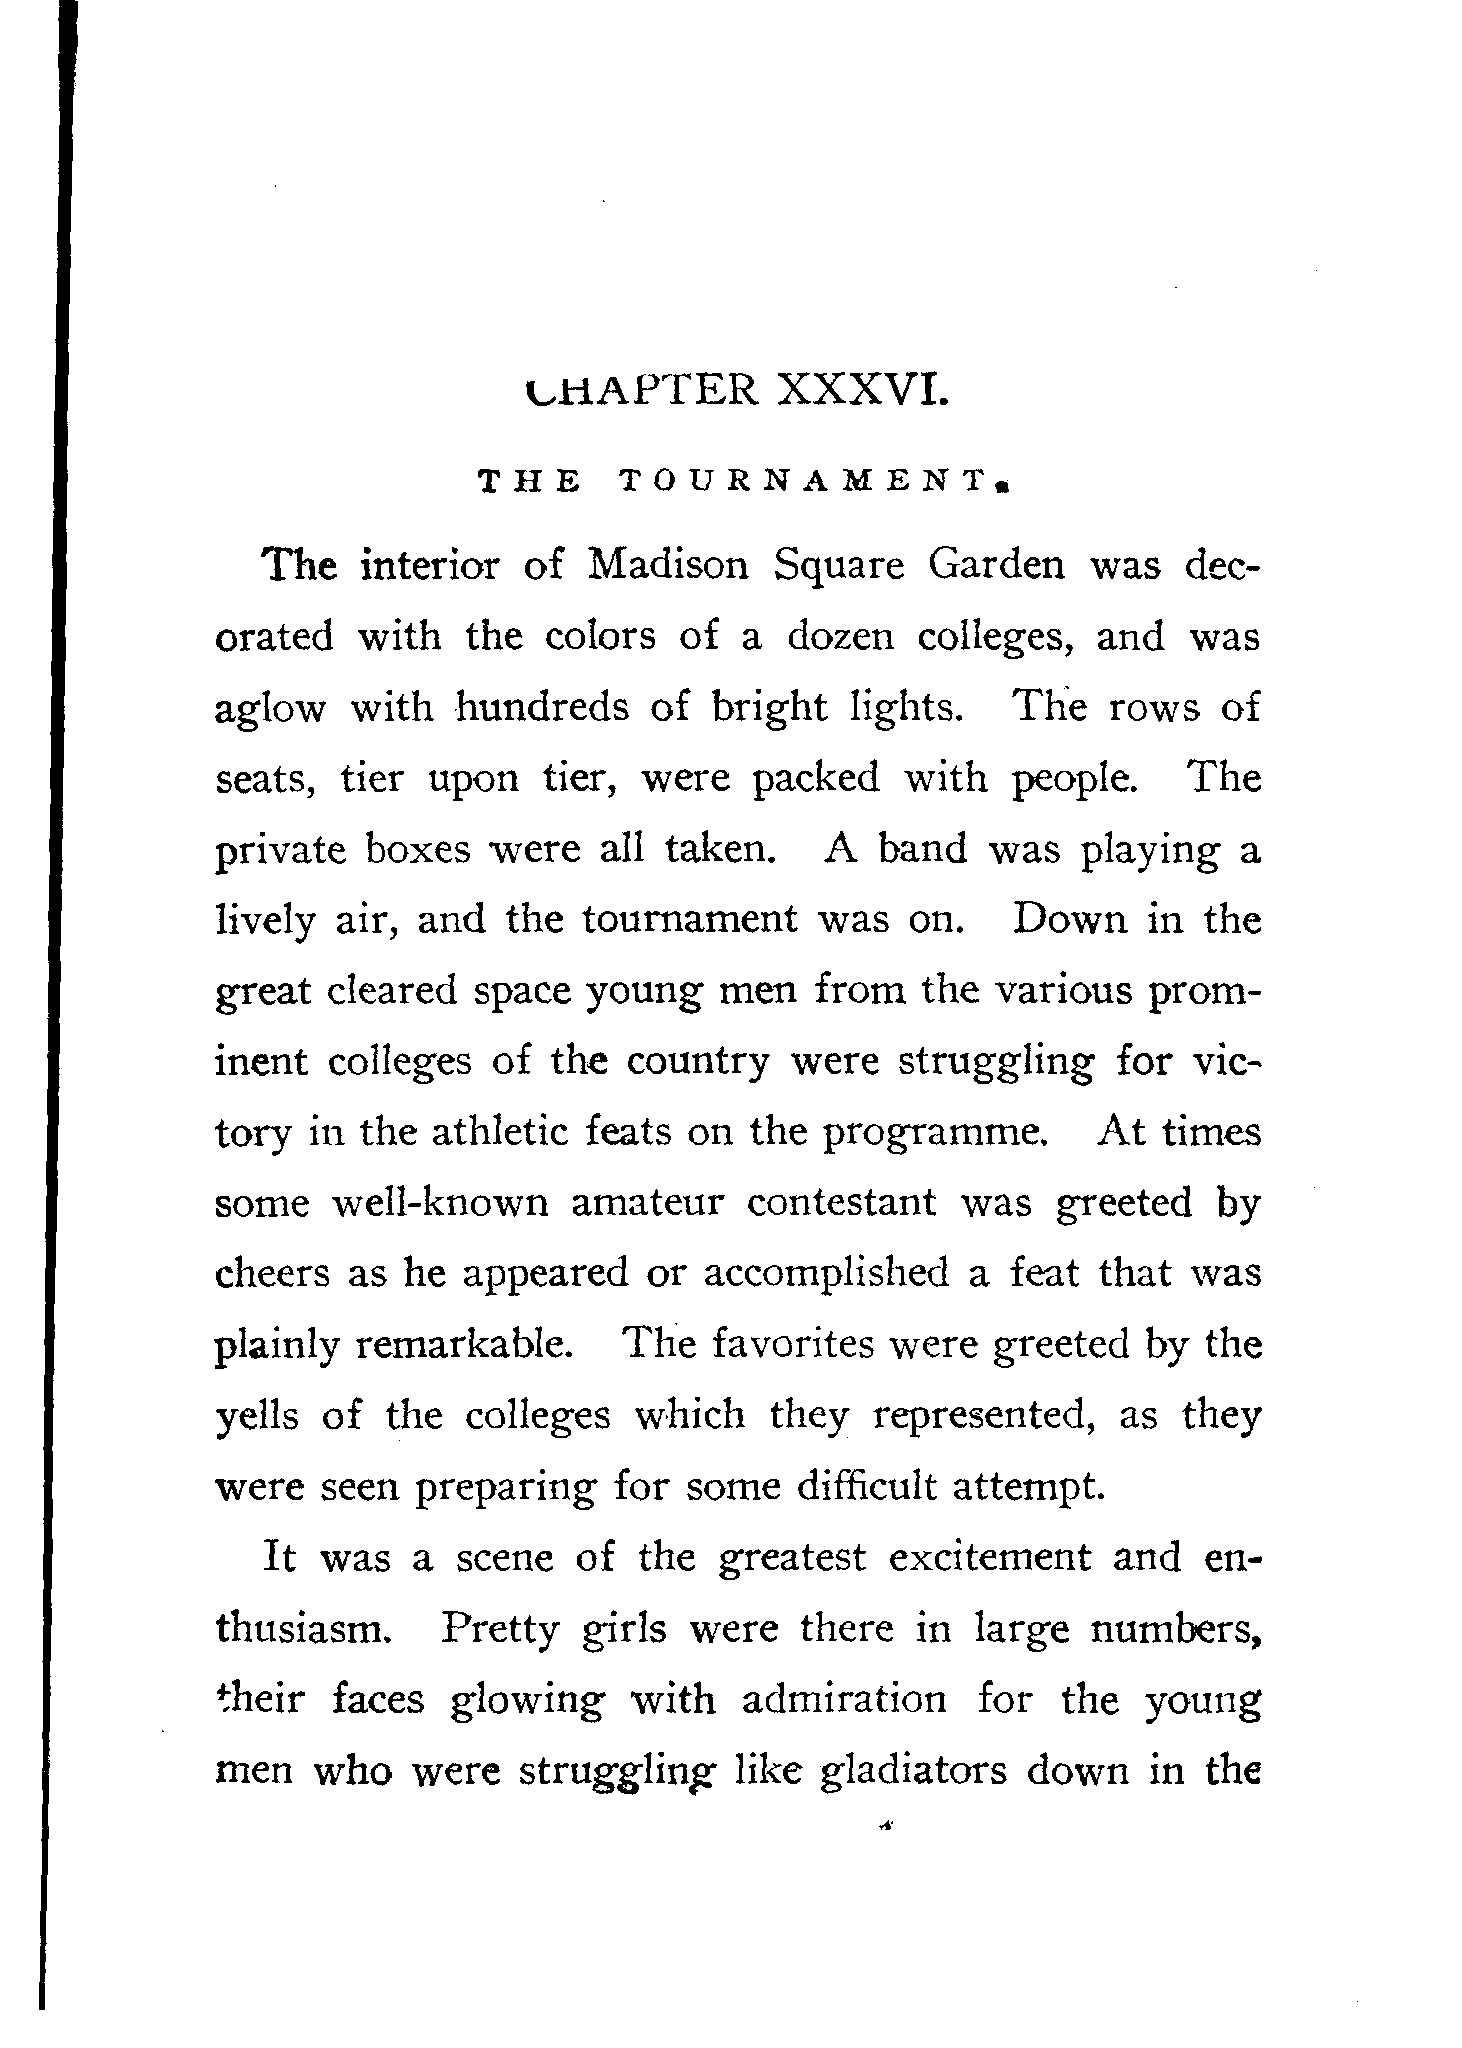 CHAPTER XXXVI.
THE TOURNAMENT.
The interior of Madison Square Garden was dec-
orated with the colors of a dozen colleges, and was
aglow with hundreds of bright lights. The rows of
seats, tier upon tier, were packed with people. The
private boxes were all taken. A band was playing a
lively air, and the tournament was on. Down in the
great cleared space young men from the various prom-
inent colleges of the country were struggling for vic-
tory in the athletic feats on the programme. At times
some well-known amateur contestant was greeted by
cheers as he appeared or accomplished a feat that was
plainly remarkable. The favorites were greeted by the
yells of the colleges which they represented, as they
were seen preparing for some difficult attempt.
It was a scene of the greatest excitement and en-
thusiasm. Pretty girls were there in large numbers,
their faces glowing with admiration for the young
men who were struggling like gladiators down in the